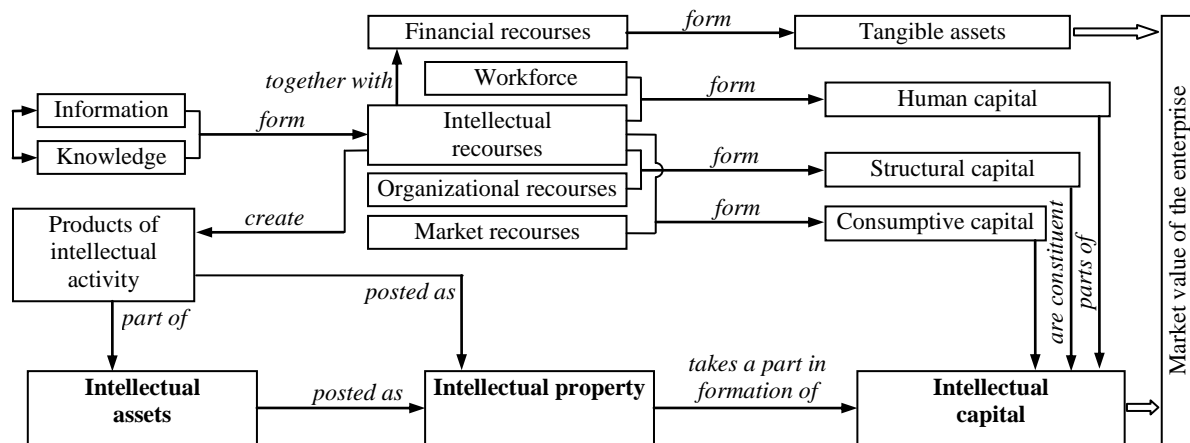 Financial recourses
form
Tangible assets
together with
Workforce
Information
form
Intellectual
recourses
form
Human capital
Knowledge
Organizational recourses
form
Structural capital
Products of
intellectual
activity
create
Market recourses
form
Consumptive capital
posted as
part of
are constituent
parts of
Market value of the enterprise
Intellectual
assets
posted as
Intellectual property
takes a part in
formation of
Intellectual
capital